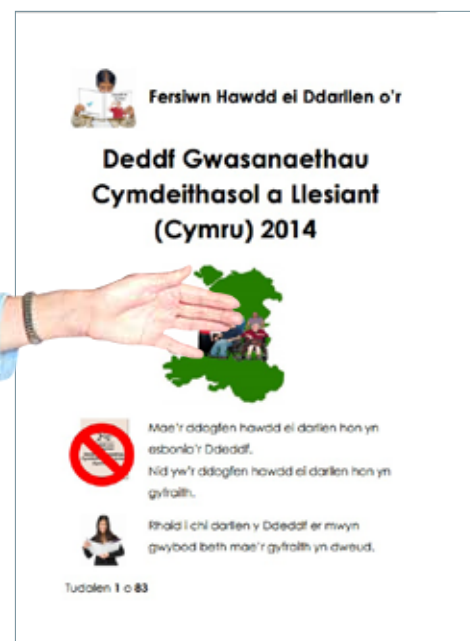 Fersiwn Hawdd ei Ddarllen o'r
Deddf Gwasanaethau
Cymdeithasol a Llesiant
(Cymru) 2014
Mae'r ddogfen hawdd ei darllen hon yn
esbonio'r Ddeddf.
Nid yw'r ddogfen hawdd ei darllen hon yn
gyfraith.
Rhaid i chi darllen y Ddeddf er mwyn
gwybod beth mae'r gyfraith yn dweud.
Tudalen 1 o 83